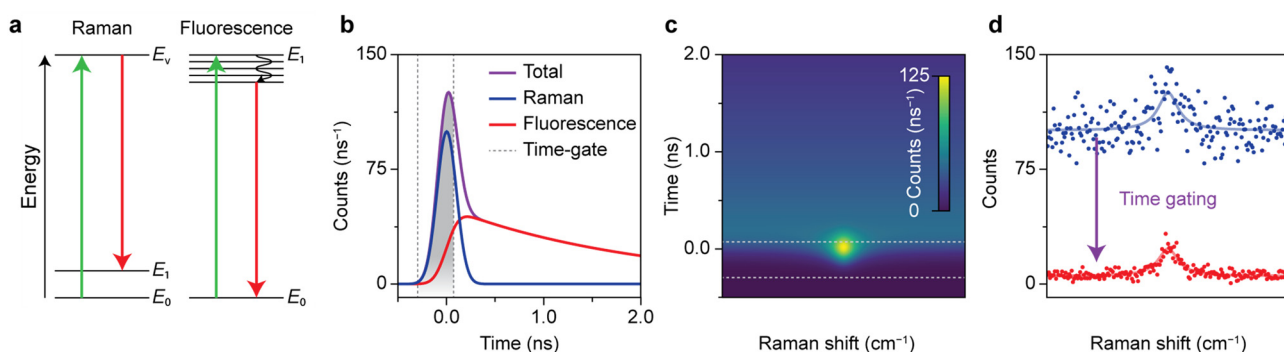 a
Raman
Fluorescence
Energy
Eᵥ
E₁
E₀
E₁
E₀
b
150
75
0
Counts (ns⁻¹)
Total
Raman
Fluorescence
Time-gate
0.0
1.0
2.0
Time (ns)
c
2.0
1.0
0.0
Time (ns)
125
0
Counts (ns⁻¹)
Raman shift (cm⁻¹)
d
150
75
0
Counts
Time gating
Raman shift (cm⁻¹)